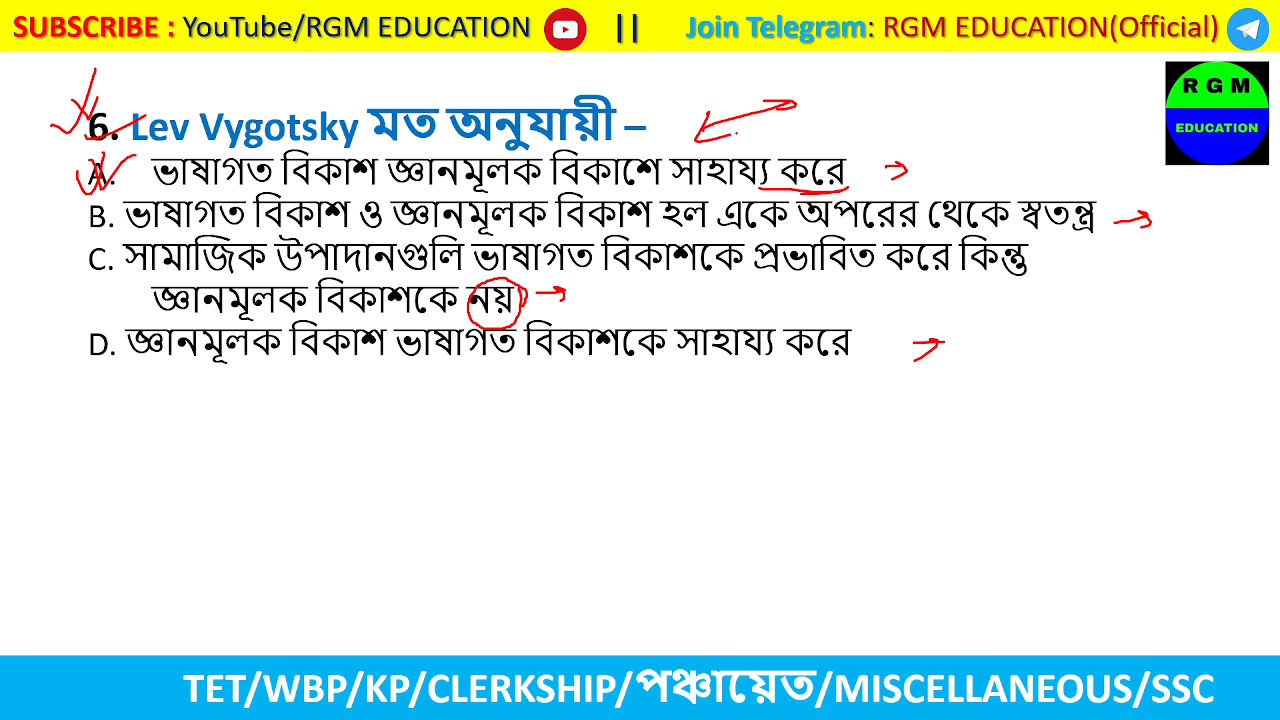 SUBSCRIBE : YouTube/RGM EDUCATION || Join Telegram: RGM EDUCATION(Official)
R G M
EDUCATION
6. Lev Vygotsky মত অনুযায়ী –
A. ভাষাগত বিকাশ জ্ঞানমূলক বিকাশে সাহায্য করে
B. ভাষাগত বিকাশ ও জ্ঞানমূলক বিকাশ হল একে অপরের থেকে স্বতন্ত্র
C. সামাজিক উপাদানগুলি ভাষাগত বিকাশকে প্রভাবিত করে কিন্তু
জ্ঞানমূলক বিকাশকে নয়
D. জ্ঞানমূলক বিকাশ ভাষাগত বিকাশকে সাহায্য করে
TET/WBP/KP/CLERKSHIP/পঞ্চায়েত/MISCELLANEOUS/SSC